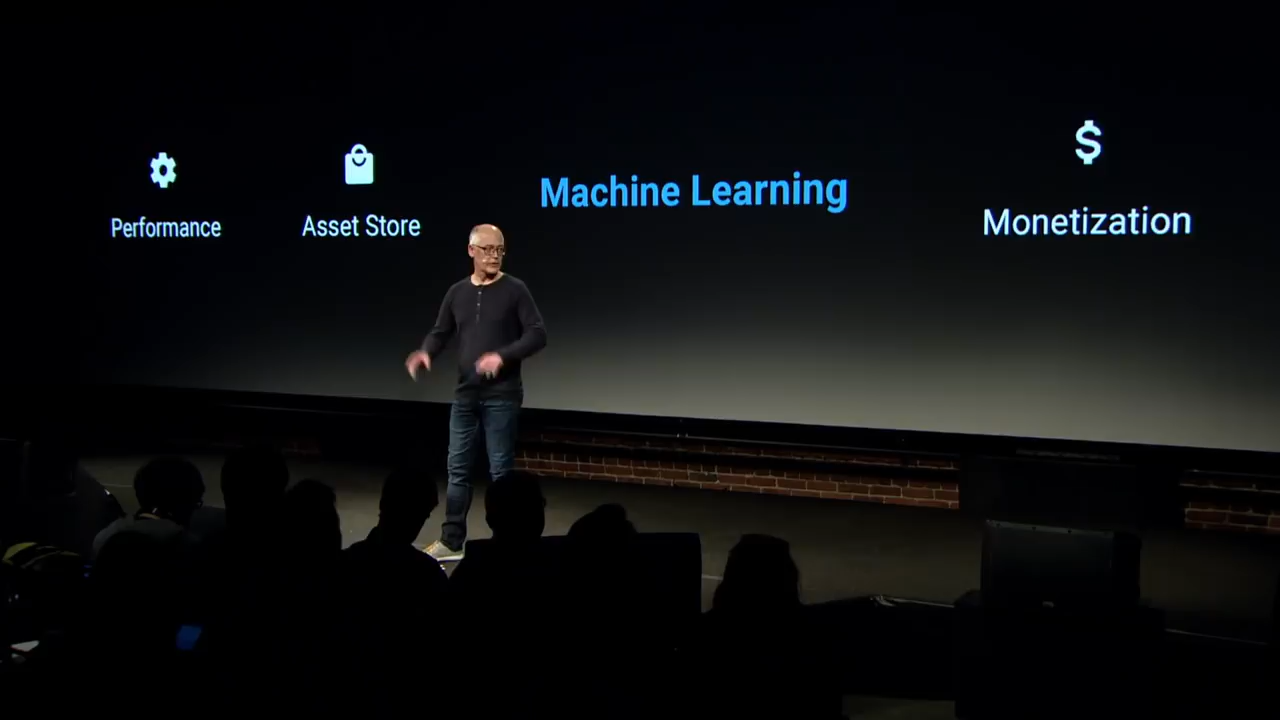 Performance
Asset Store
Machine Learning
Monetization